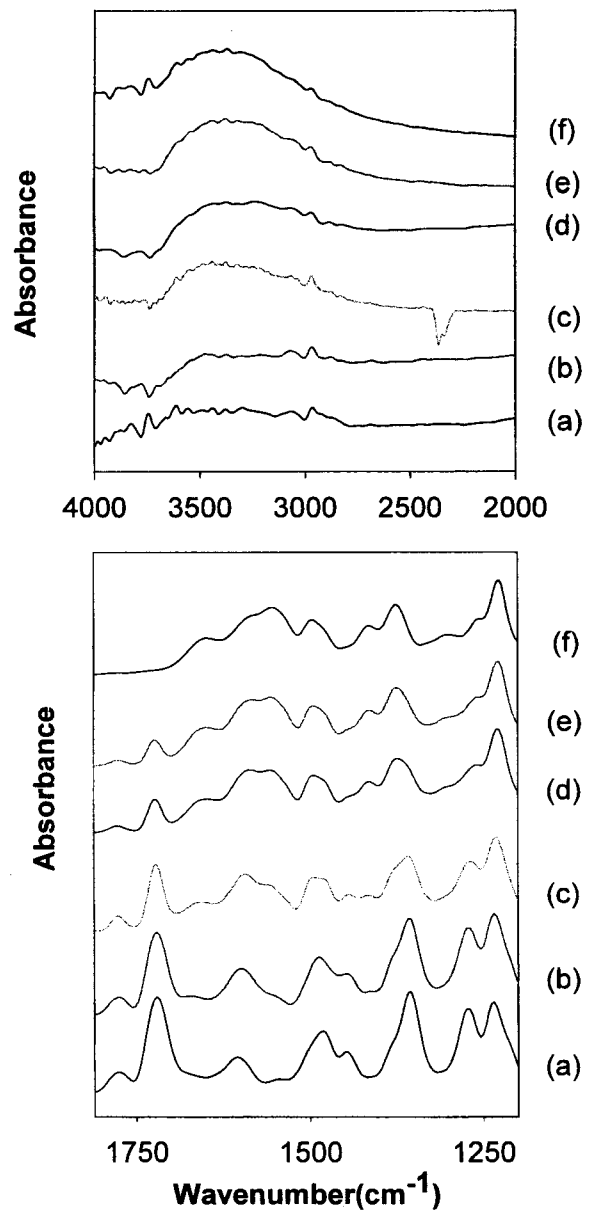 Absorbance
(f)
(e)
(d)
(c)
(b)
(a)
4000 3500 3000 2500 2000
Absorbance
(f)
(e)
(d)
(c)
(b)
(a)
1750 1500 1250
Wavenumber(cm⁻¹)